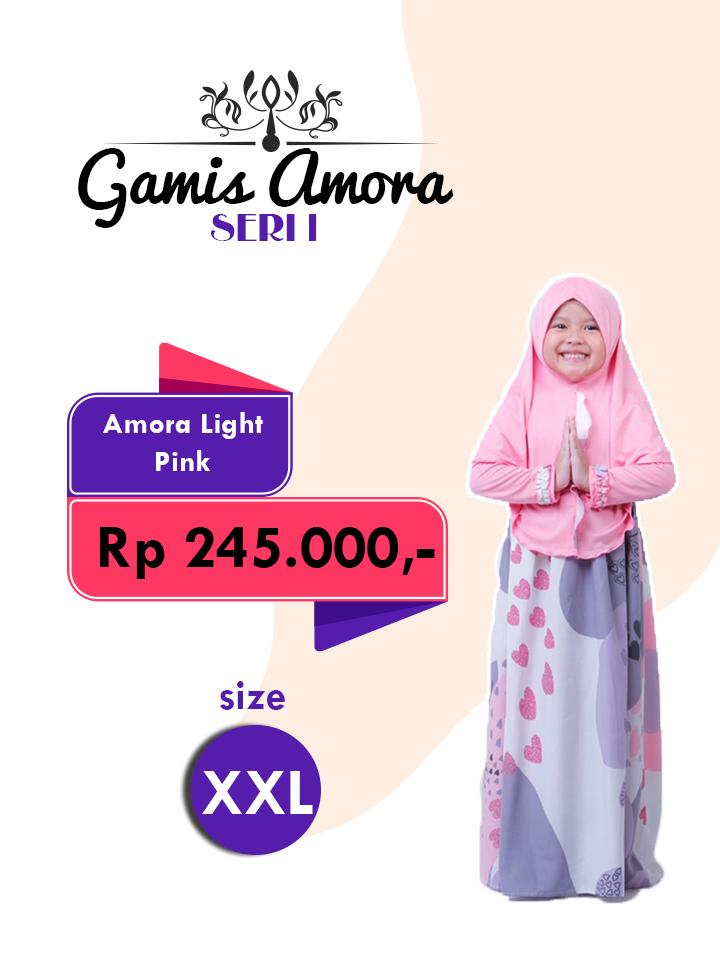 Gamis Amora
SERI I
Amora Light
Pink
Rp 245.000,-
size
XXL